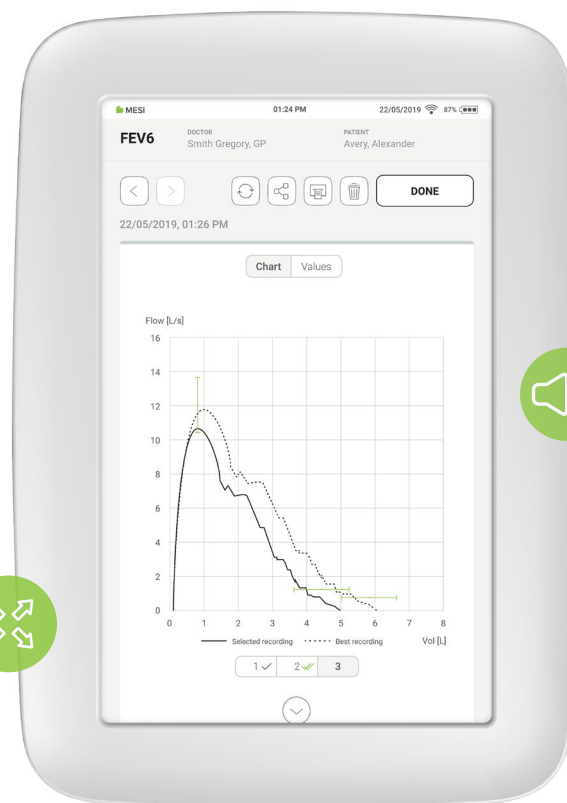 MESI 01:24 PM 22/05/2019 87%
FEV6 DOCTOR PATIENT
Smith Gregory, GP Avery, Alexander
DONE
22/05/2019, 01:26 PM
Chart Values
Flow [L/s]
16
14
12
10
8
6
4
2
0
0 1 2 3 4 5 6 7 8
Selected recording Best recording Vol [L]
1 2 3